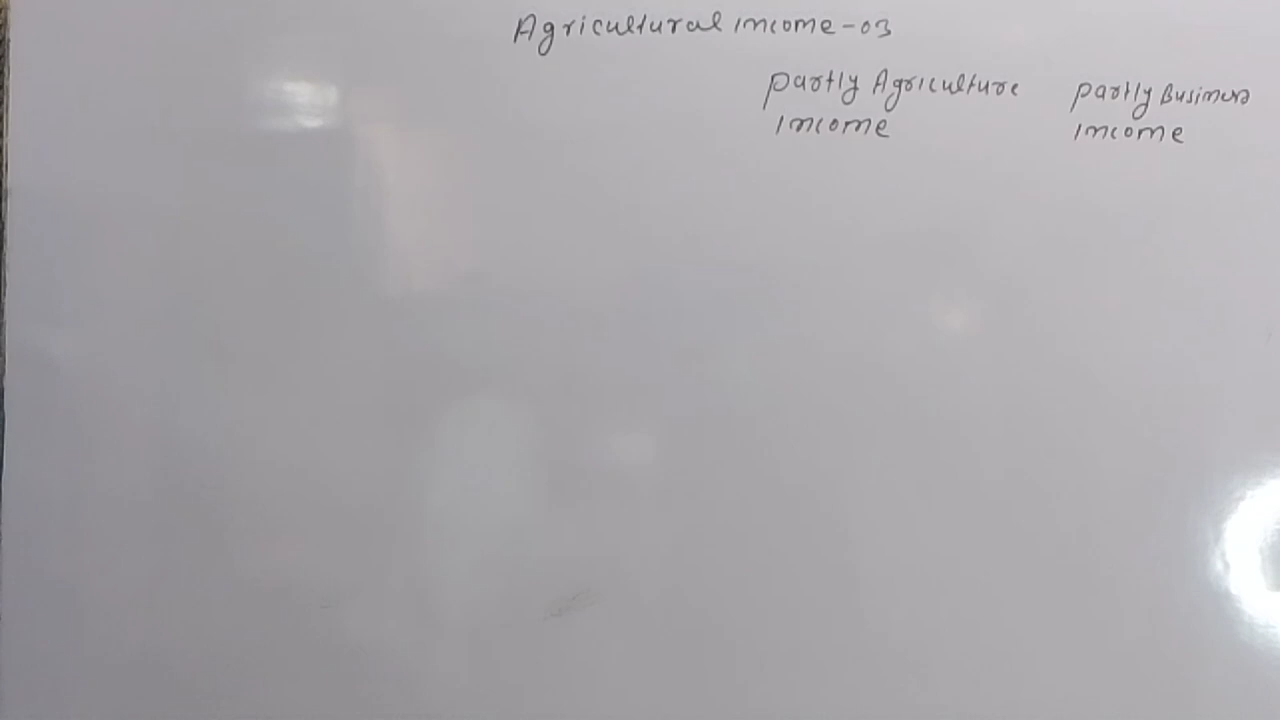 Agricultural income-03
partly Agriculture
income
partly Business
income